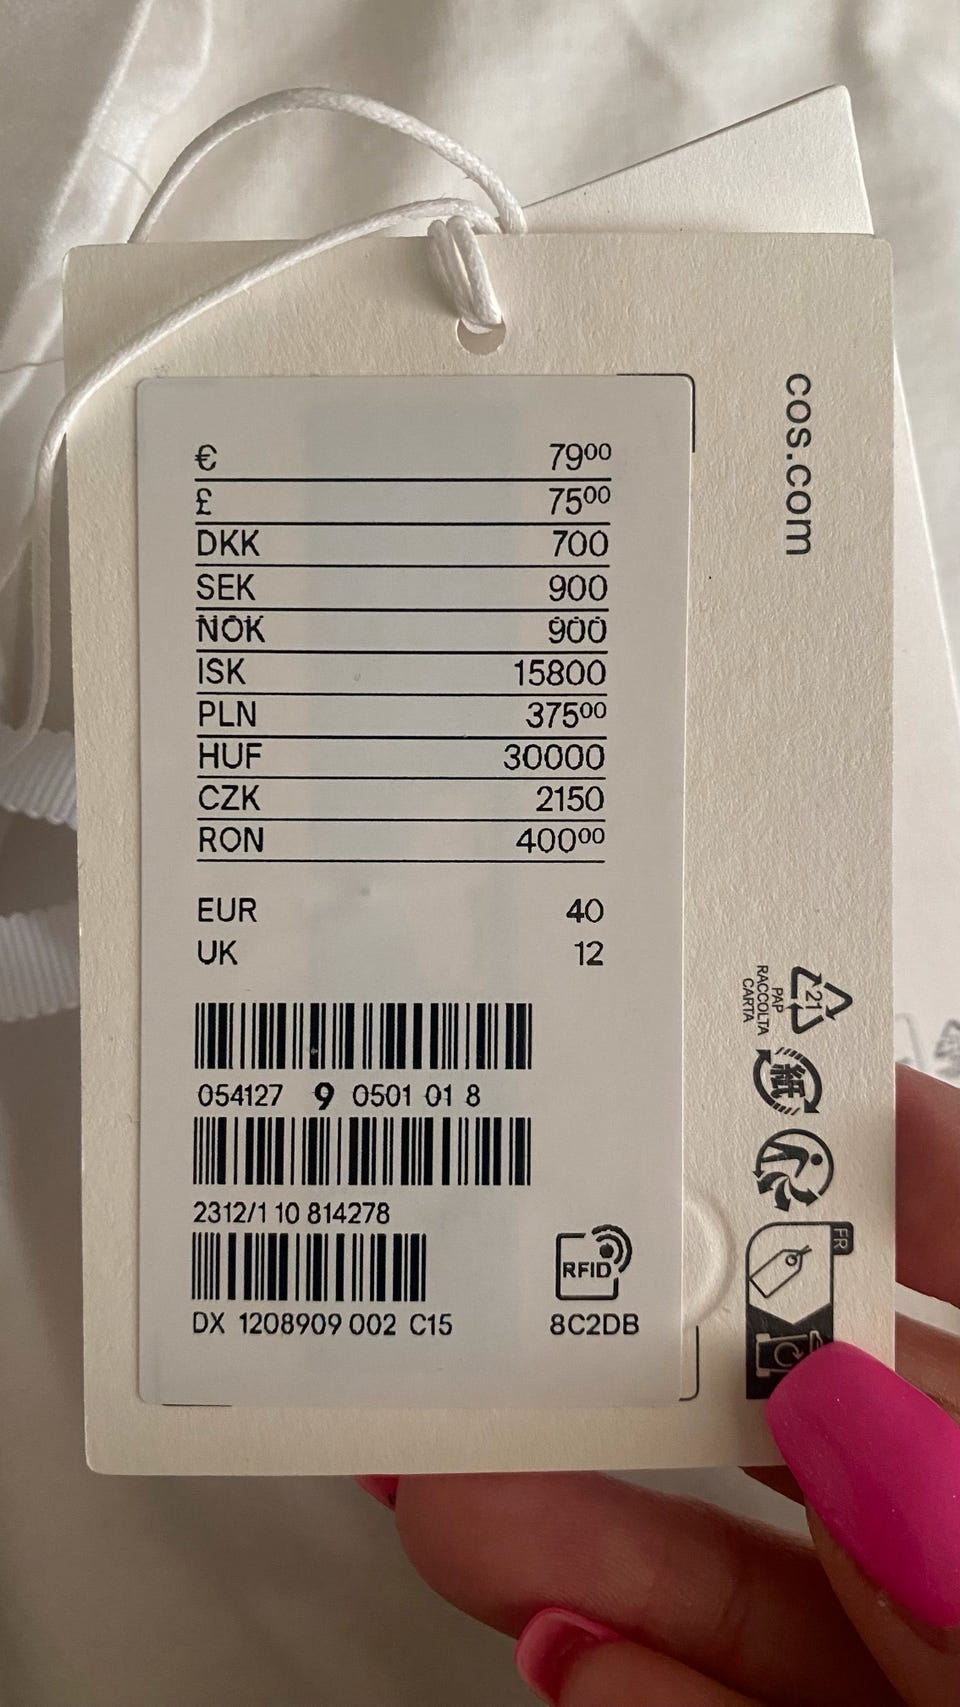 cos.com
€ 79⁰⁰
£ 75⁰⁰
DKK 700
SEK 900
NOK 900
ISK 15800
PLN 375⁰⁰
HUF 30000
CZK 2150
RON 400⁰⁰
EUR 40
UK 12
054127 9 0501 01 8
2312/1 10 814278
DX 1208909 002 C15
RFID
8C2DB
21
PAP
RACCOLTA
CARTA
紙
FR